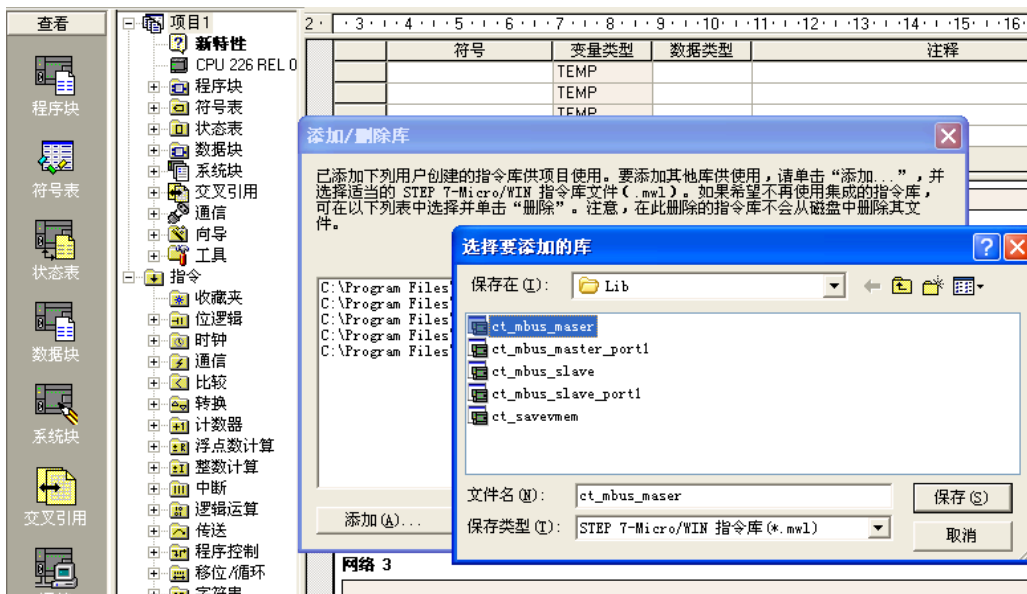 查看
程序块
符号表
状态表
数据块
系统块
交叉引用
项目1
新特性
CPU 226 REL 0
程序块
符号表
状态表
数据块
系统块
交叉引用
通信
向导
工具
指令
收藏夹
位逻辑
时钟
通信
比较
转换
计数器
浮点数计算
整数计算
中断
逻辑运算
传送
程序控制
移位/循环
字符串
2 · 3 · 4 · 5 · 6 · 7 · 8 · 9 · 10 · 11 · 12 · 13 · 14 · 15 · 16
符号 变量类型 数据类型 注释
TEMP
TEMP
TEMP
添加/删除库
已添加下列用户创建的指令库供项目使用。要添加其他库供使用，请单击“添加...”，并
选择适当的 STEP 7-Micro/WIN 指令库文件(.mwl)。如果希望不再使用集成的指令库，
可在以下列表中选择并单击“删除”。注意，在此删除的指令库不会从磁盘中删除其文
件。
C:\Program Files
C:\Program Files
C:\Program Files
C:\Program Files
C:\Program Files
添加(A)...
选择要添加的库
保存在(I): Lib
ct_mbus_maser
ct_mbus_master_port1
ct_mbus_slave
ct_mbus_slave_port1
ct_savevmem
文件名(N): ct_mbus_maser 保存(S)
保存类型(T): STEP 7-Micro/WIN 指令库(*.mwl) 取消
网络 3